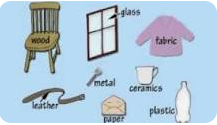 glass
wood
fabric
metal
ceramics
leather
paper
plastic